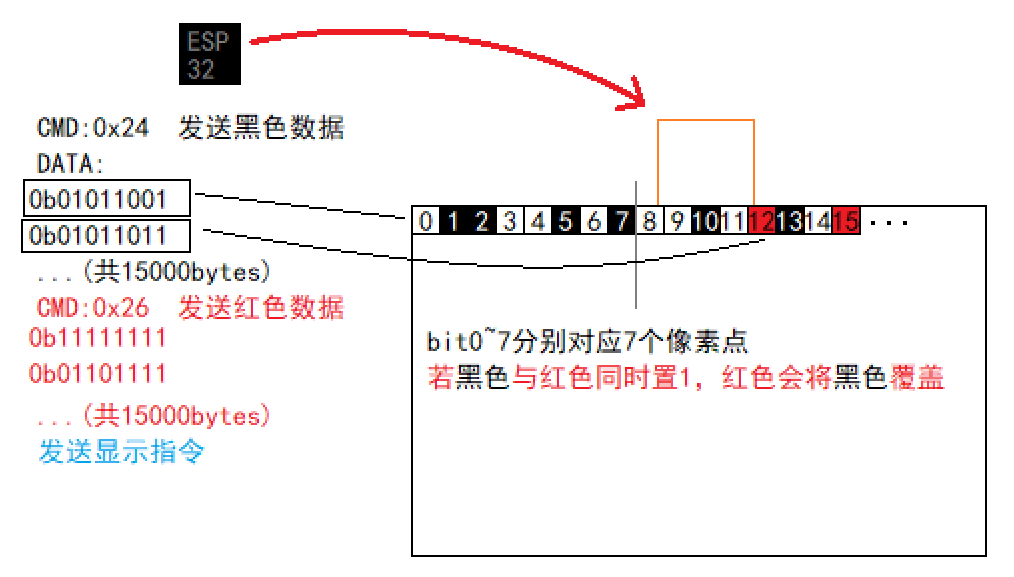 ESP
32
CMD:0x24 发送黑色数据
DATA:
0b01011001
0b01011011
...(共15000bytes)
CMD:0x26 发送红色数据
0b11111111
0b01101111
...(共15000bytes)
发送显示指令
0 1 2 3 4 5 6 7 8 9 10 11 12 13 14 15 ...
bit0~7分别对应7个像素点
若黑色与红色同时置1，红色会将黑色覆盖